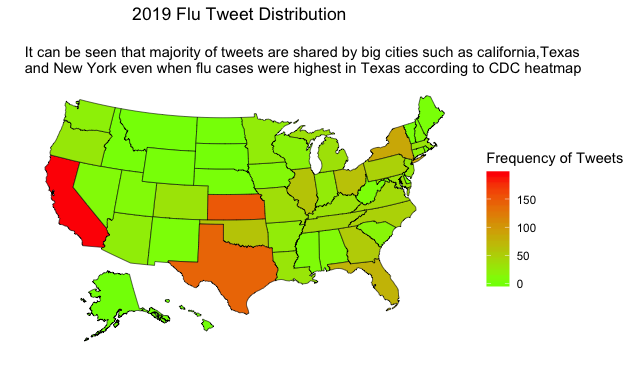 2019 Flu Tweet Distribution
It can be seen that majority of tweets are shared by big cities such as california,Texas
and New York even when flu cases were highest in Texas according to CDC heatmap
Frequency of Tweets
150
100
50
0